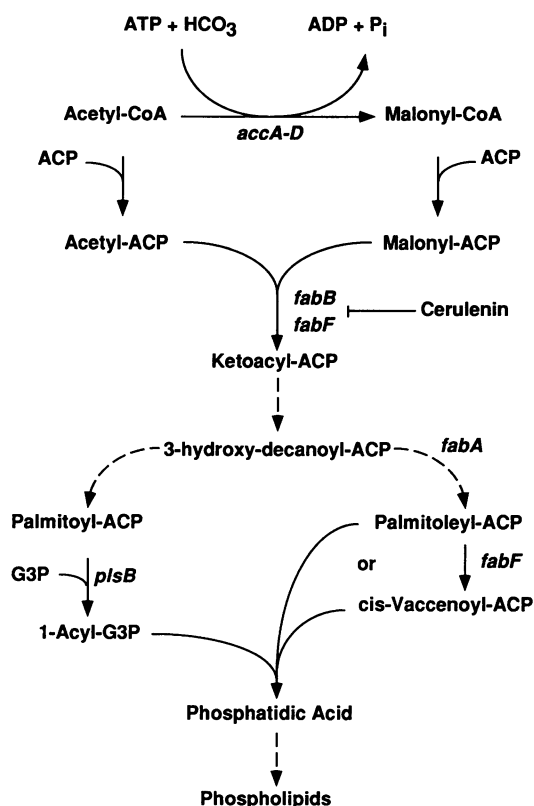 ATP + HCO3 ADP + Pi
Acetyl-CoA Malonyl-CoA
accA-D
ACP ACP
Acetyl-ACP Malonyl-ACP
fabB
fabF Cerulenin
Ketoacyl-ACP
3-hydroxy-decanoyl-ACP fabA
Palmitoyl-ACP Palmitoleyl-ACP
G3P plsB or fabF
cis-Vaccenoyl-ACP
1-Acyl-G3P
Phosphatidic Acid
Phospholipids